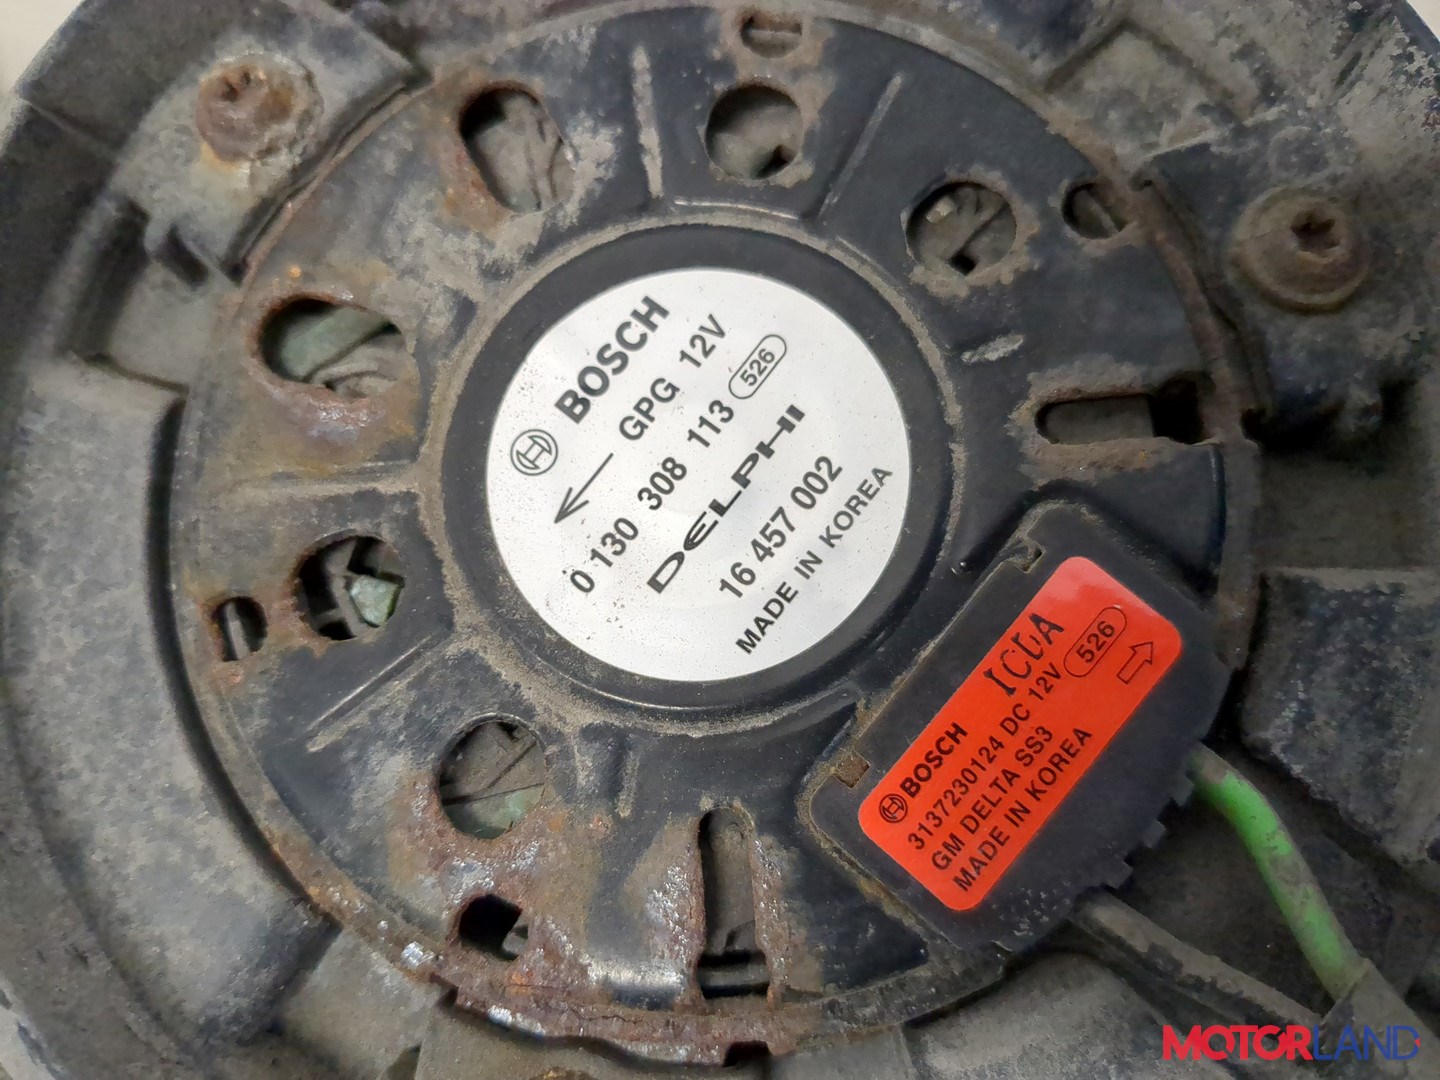 BOSCH
GPG 12V
0 130 308 113 526
DELPHI
16 457 002
MADE IN KOREA
BOSCH
3137230124 DC 12V 526
GM DELTA SS3
MADE IN KOREA
MOTORLAND